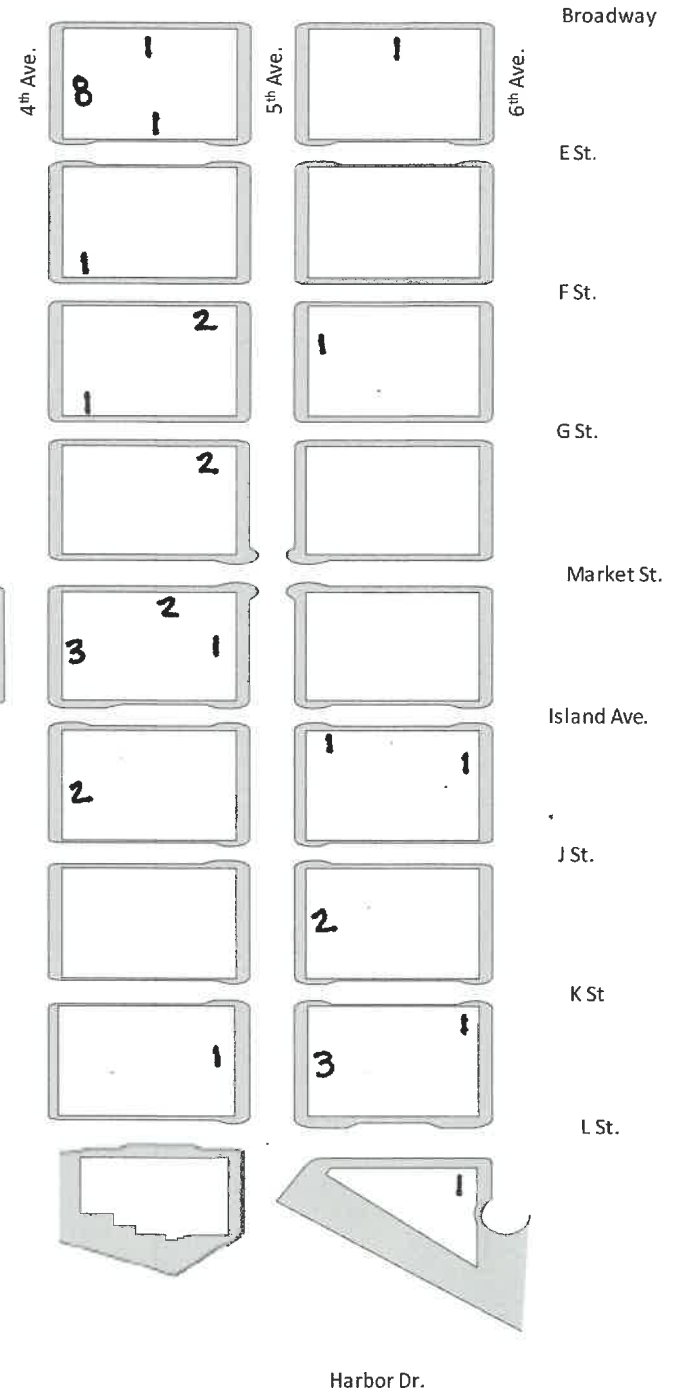 Broadway
4th Ave.
5th Ave.
6th Ave.
1
1
8
1
E St.
1
F St.
2
1
1
G St.
2
Market St.
2
3
1
Island Ave.
1
1
2
J St.
2
K St
1
1
3
L St.
1
Harbor Dr.